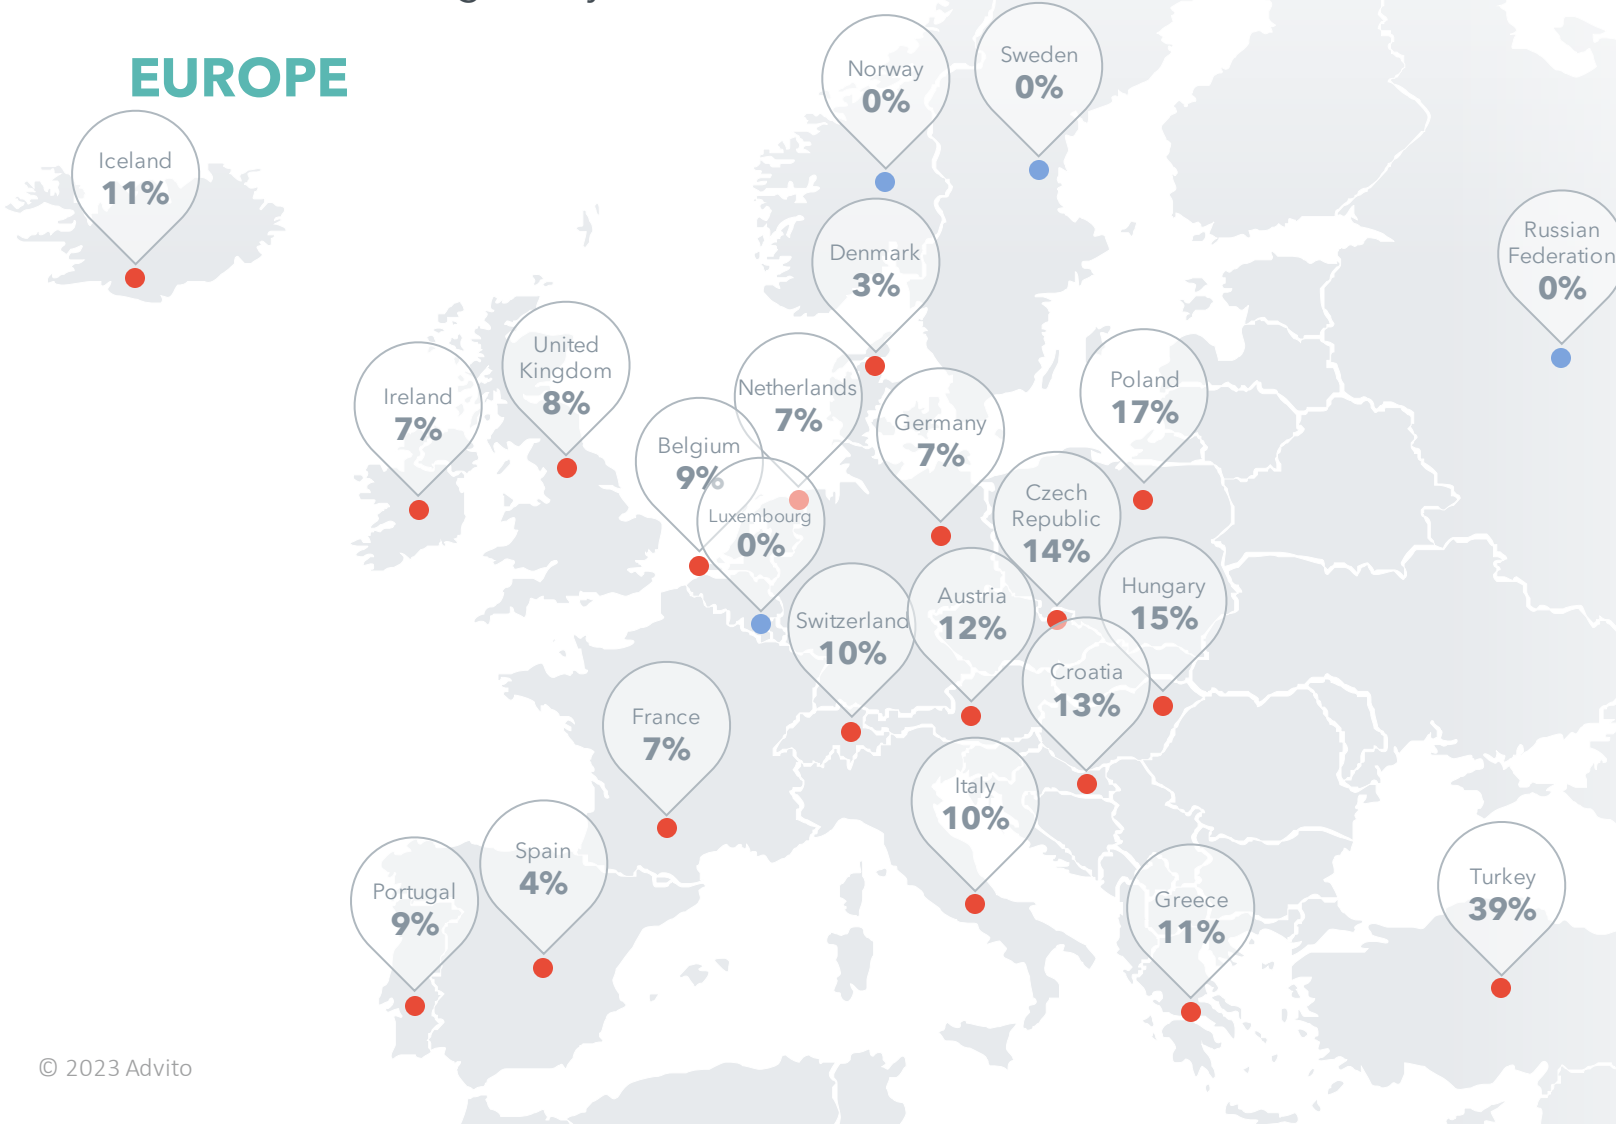 EUROPE
Norway
0%
Sweden
0%
Iceland
11%
Denmark
3%
Russian
Federation
0%
United
Kingdom
8%
Ireland
7%
Netherlands
7%
Germany
7%
Poland
17%
Belgium
9%
Luxembourg
0%
Czech
Republic
14%
Switzerland
10%
Austria
12%
Hungary
15%
Croatia
13%
France
7%
Italy
10%
Spain
4%
Portugal
9%
Greece
11%
Turkey
39%
© 2023 Advito